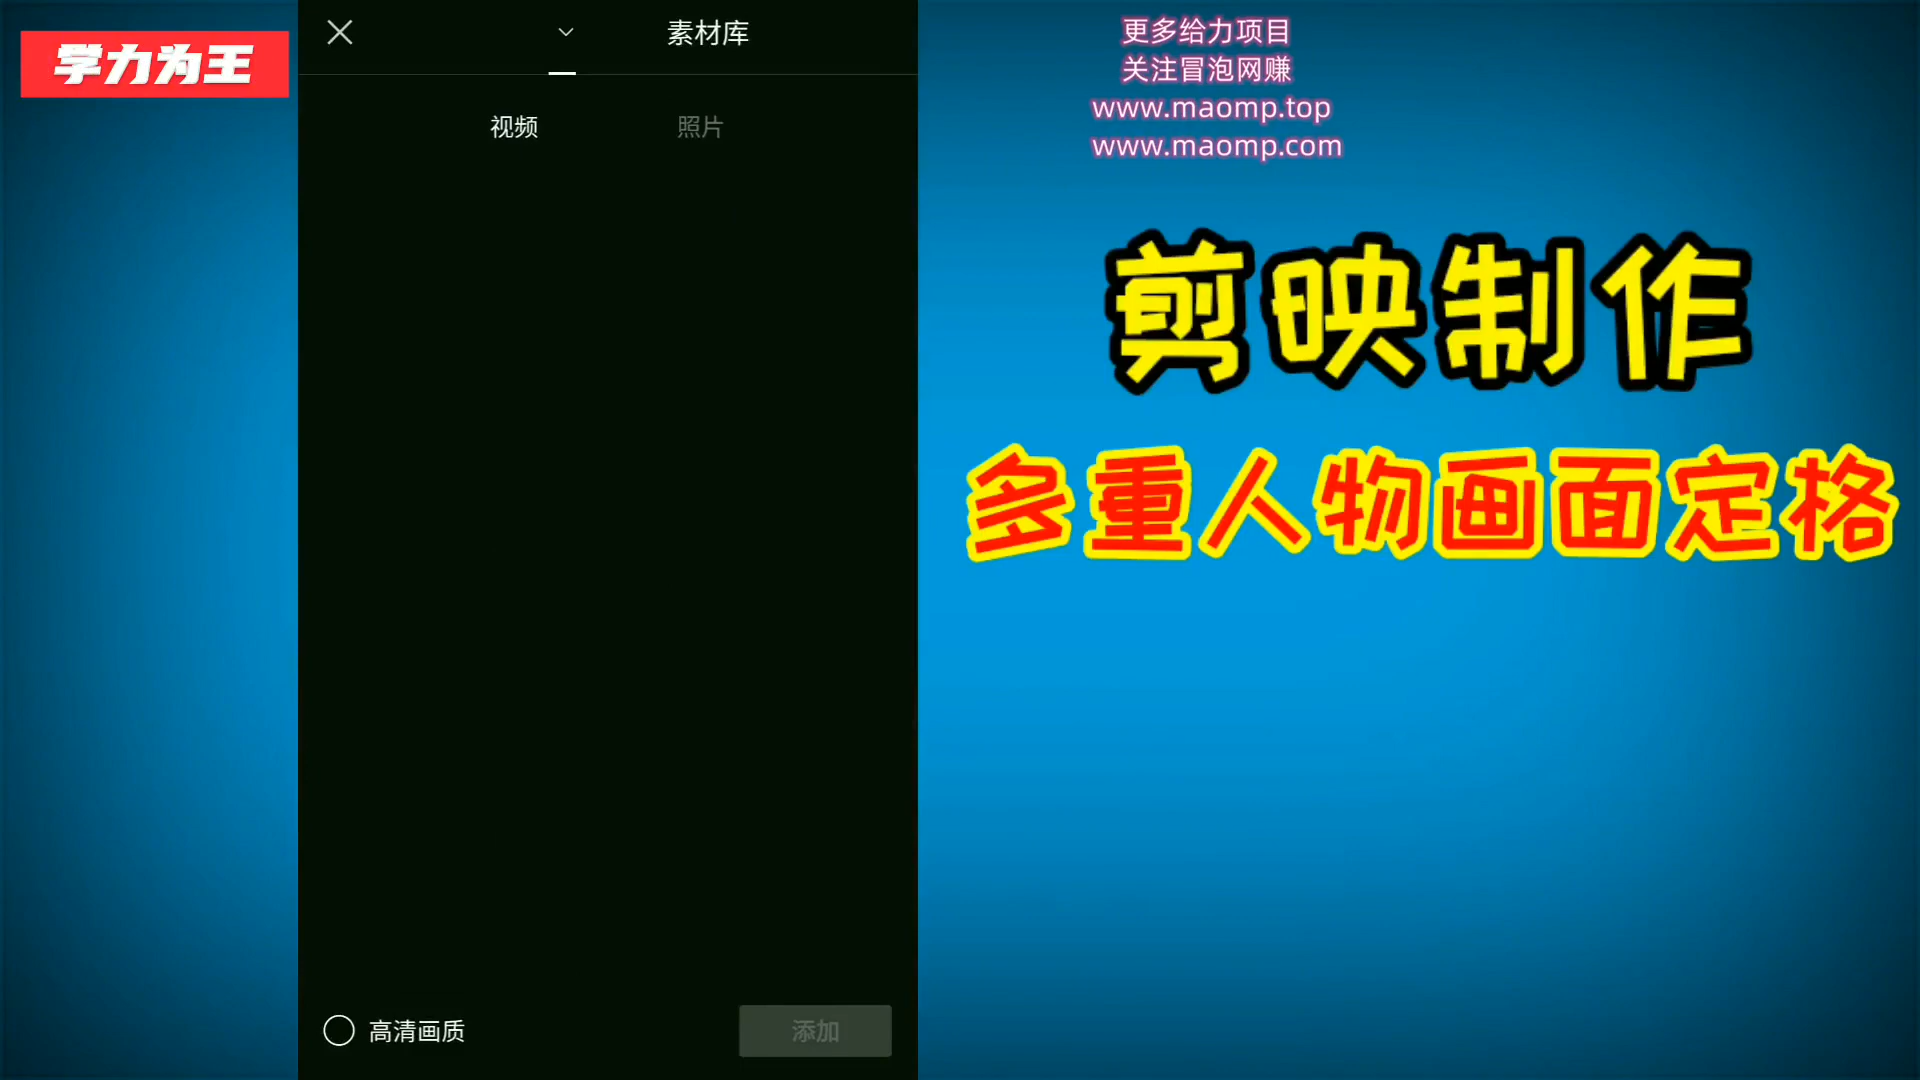 学力为王
素材库
视频
照片
高清画质
添加
更多给力项目
关注冒泡网赚
www.maomp.top
www.maomp.com
剪映制作
多重人物画面定格